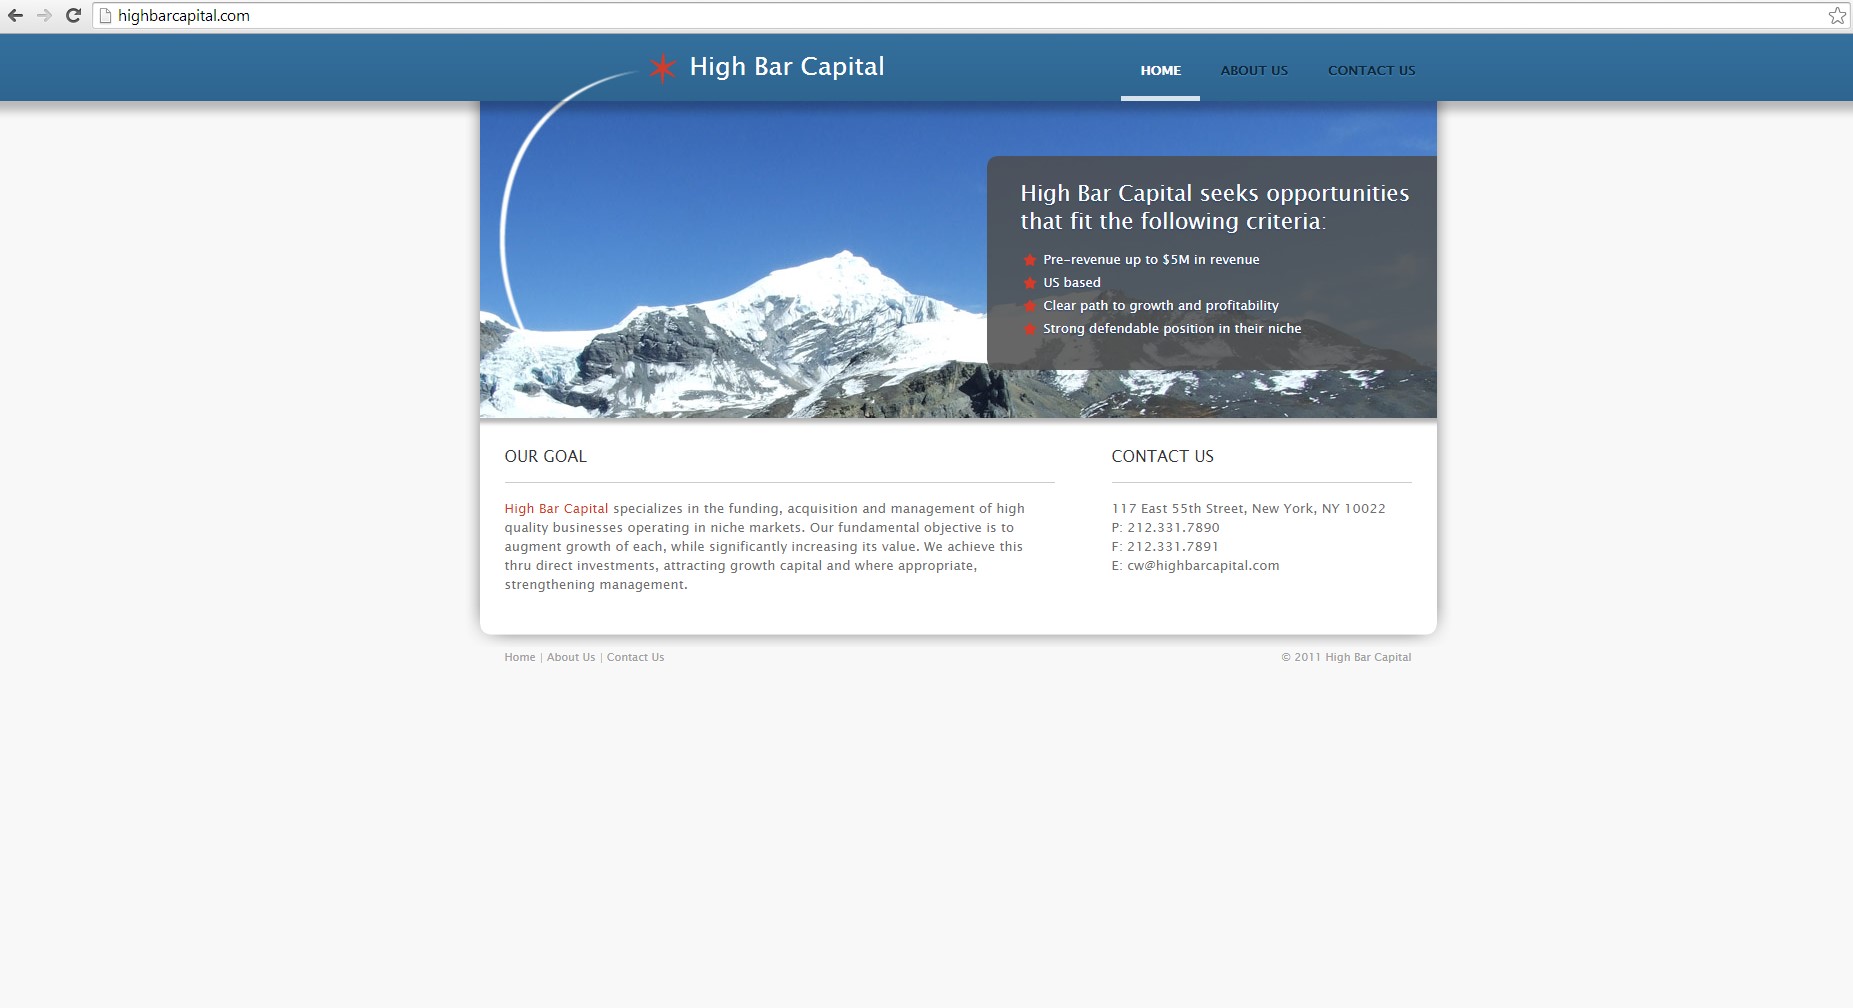 highbarcapital.com
High Bar Capital
HOME ABOUT US CONTACT US
High Bar Capital seeks opportunities
that fit the following criteria:
Pre-revenue up to $5M in revenue
US based
Clear path to growth and profitability
Strong defendable position in their niche
OUR GOAL
High Bar Capital specializes in the funding, acquisition and management of high
quality businesses operating in niche markets. Our fundamental objective is to
augment growth of each, while significantly increasing its value. We achieve this
thru direct investments, attracting growth capital and where appropriate,
strengthening management.
CONTACT US
117 East 55th Street, New York, NY 10022
P: 212.331.7890
F: 212.331.7891
E: cw@highbarcapital.com
Home | About Us | Contact Us
© 2011 High Bar Capital